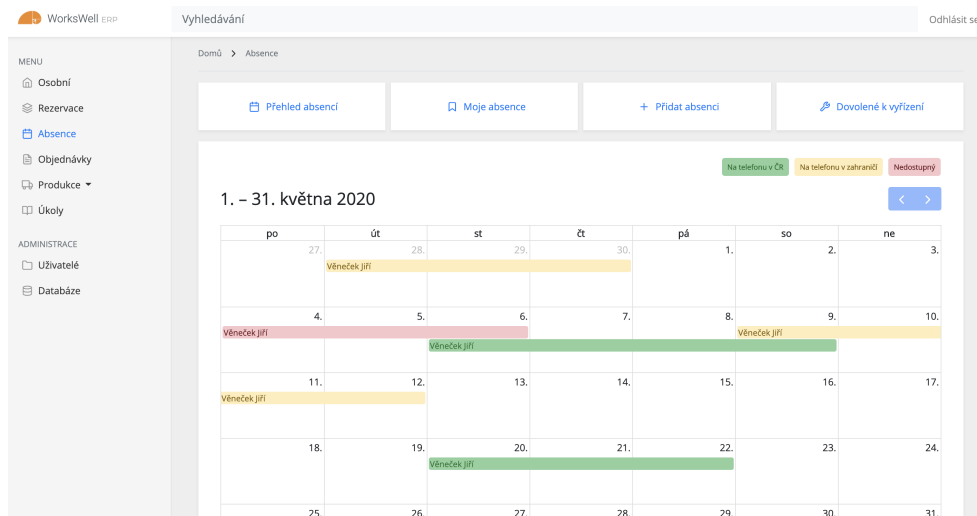 WorksWell ERP
Vyhledávání
Odhlásit se
MENU
Osobní
Rezervace
Absence
Objednávky
Produkce
Úkoly
ADMINISTRACE
Uživatelé
Databáze
Domů > Absence
Přehled absencí
Moje absence
+ Přidat absenci
Dovolené k vyřízení
Na telefonu v ČR Na telefonu v zahraničí Nedostupný
1. – 31. května 2020
po út st čt pá so ne
27. 28. 29. 30. 1. 2. 3.
Věneček Jiří
4. 5. 6. 7. 8. 9. 10.
Věneček Jiří Věneček Jiří
Věneček Jiří
11. 12. 13. 14. 15. 16. 17.
Věneček Jiří
18. 19. 20. 21. 22. 23. 24.
Věneček Jiří
25. 26. 27. 28. 29. 30. 31.